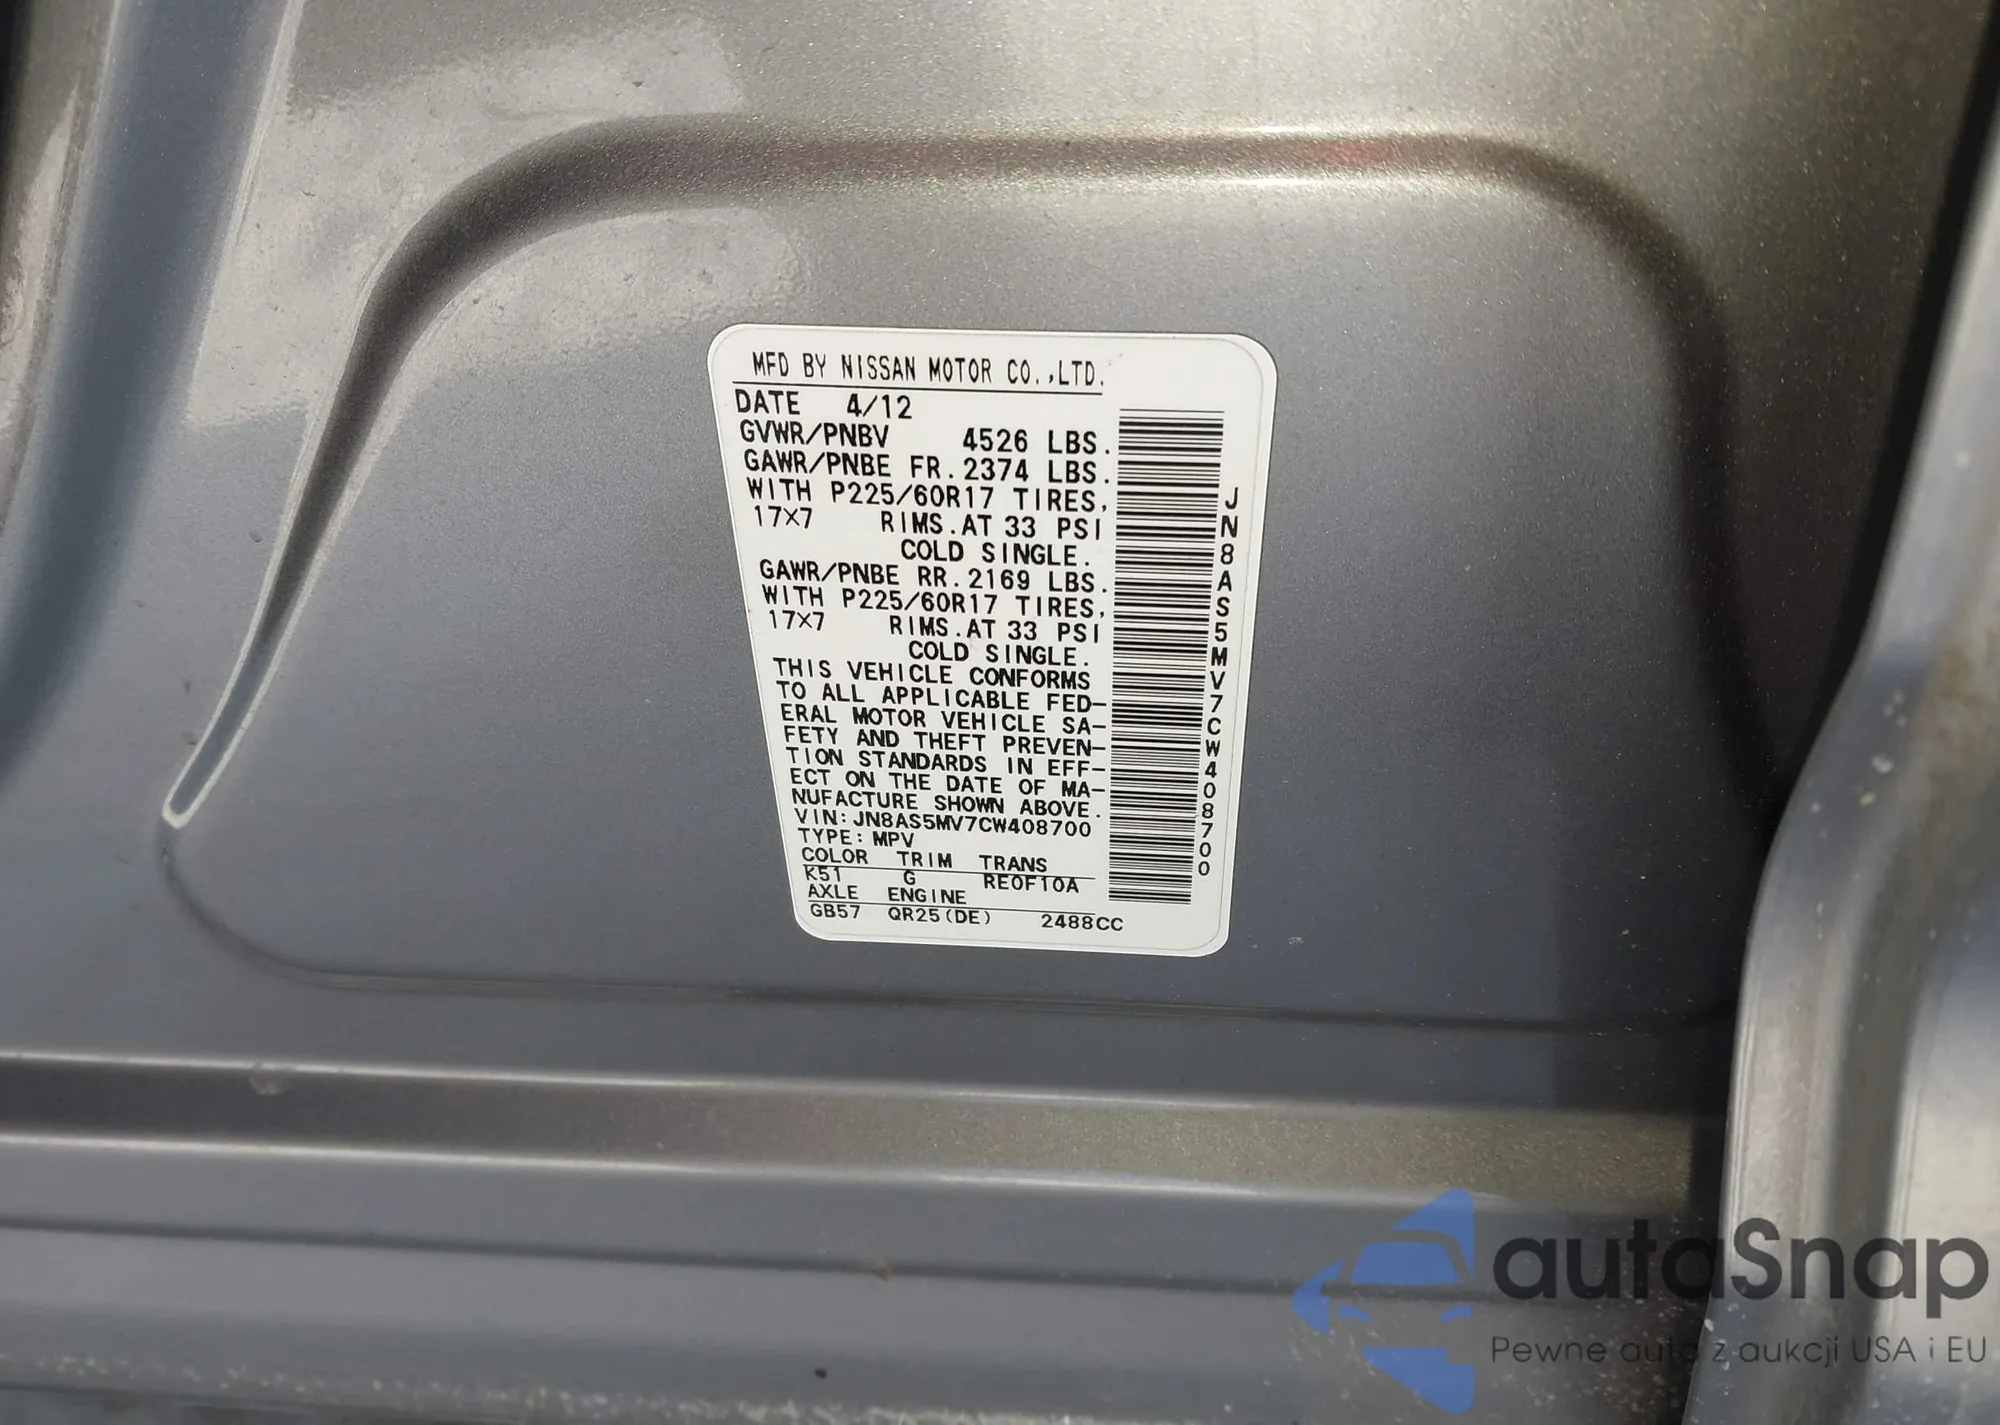 MFD BY NISSAN MOTOR CO.,LTD.
DATE 4/12
GVWR/PNBV 4526 LBS.
GAWR/PNBE FR.2374 LBS.
WITH P225/60R17 TIRES,
17×7 RIMS.AT 33 PSI
COLD SINGLE.
GAWR/PNBE RR.2169 LBS.
WITH P225/60R17 TIRES,
17×7 RIMS.AT 33 PSI
COLD SINGLE.
THIS VEHICLE CONFORMS
TO ALL APPLICABLE FED-
ERAL MOTOR VEHICLE SA-
FETY AND THEFT PREVEN-
TION STANDARDS IN EFF-
ECT ON THE DATE OF MA-
NUFACTURE SHOWN ABOVE.
VIN:JN8AS5MV7CW408700
TYPE:MPV
COLOR TRIM TRANS
K51 G RE0F10A
AXLE ENGINE
GB57 QR25(DE) 2488CC
JN8AS5MV7CW408700
autaSnap
Pewne auta z aukcji USA i EU